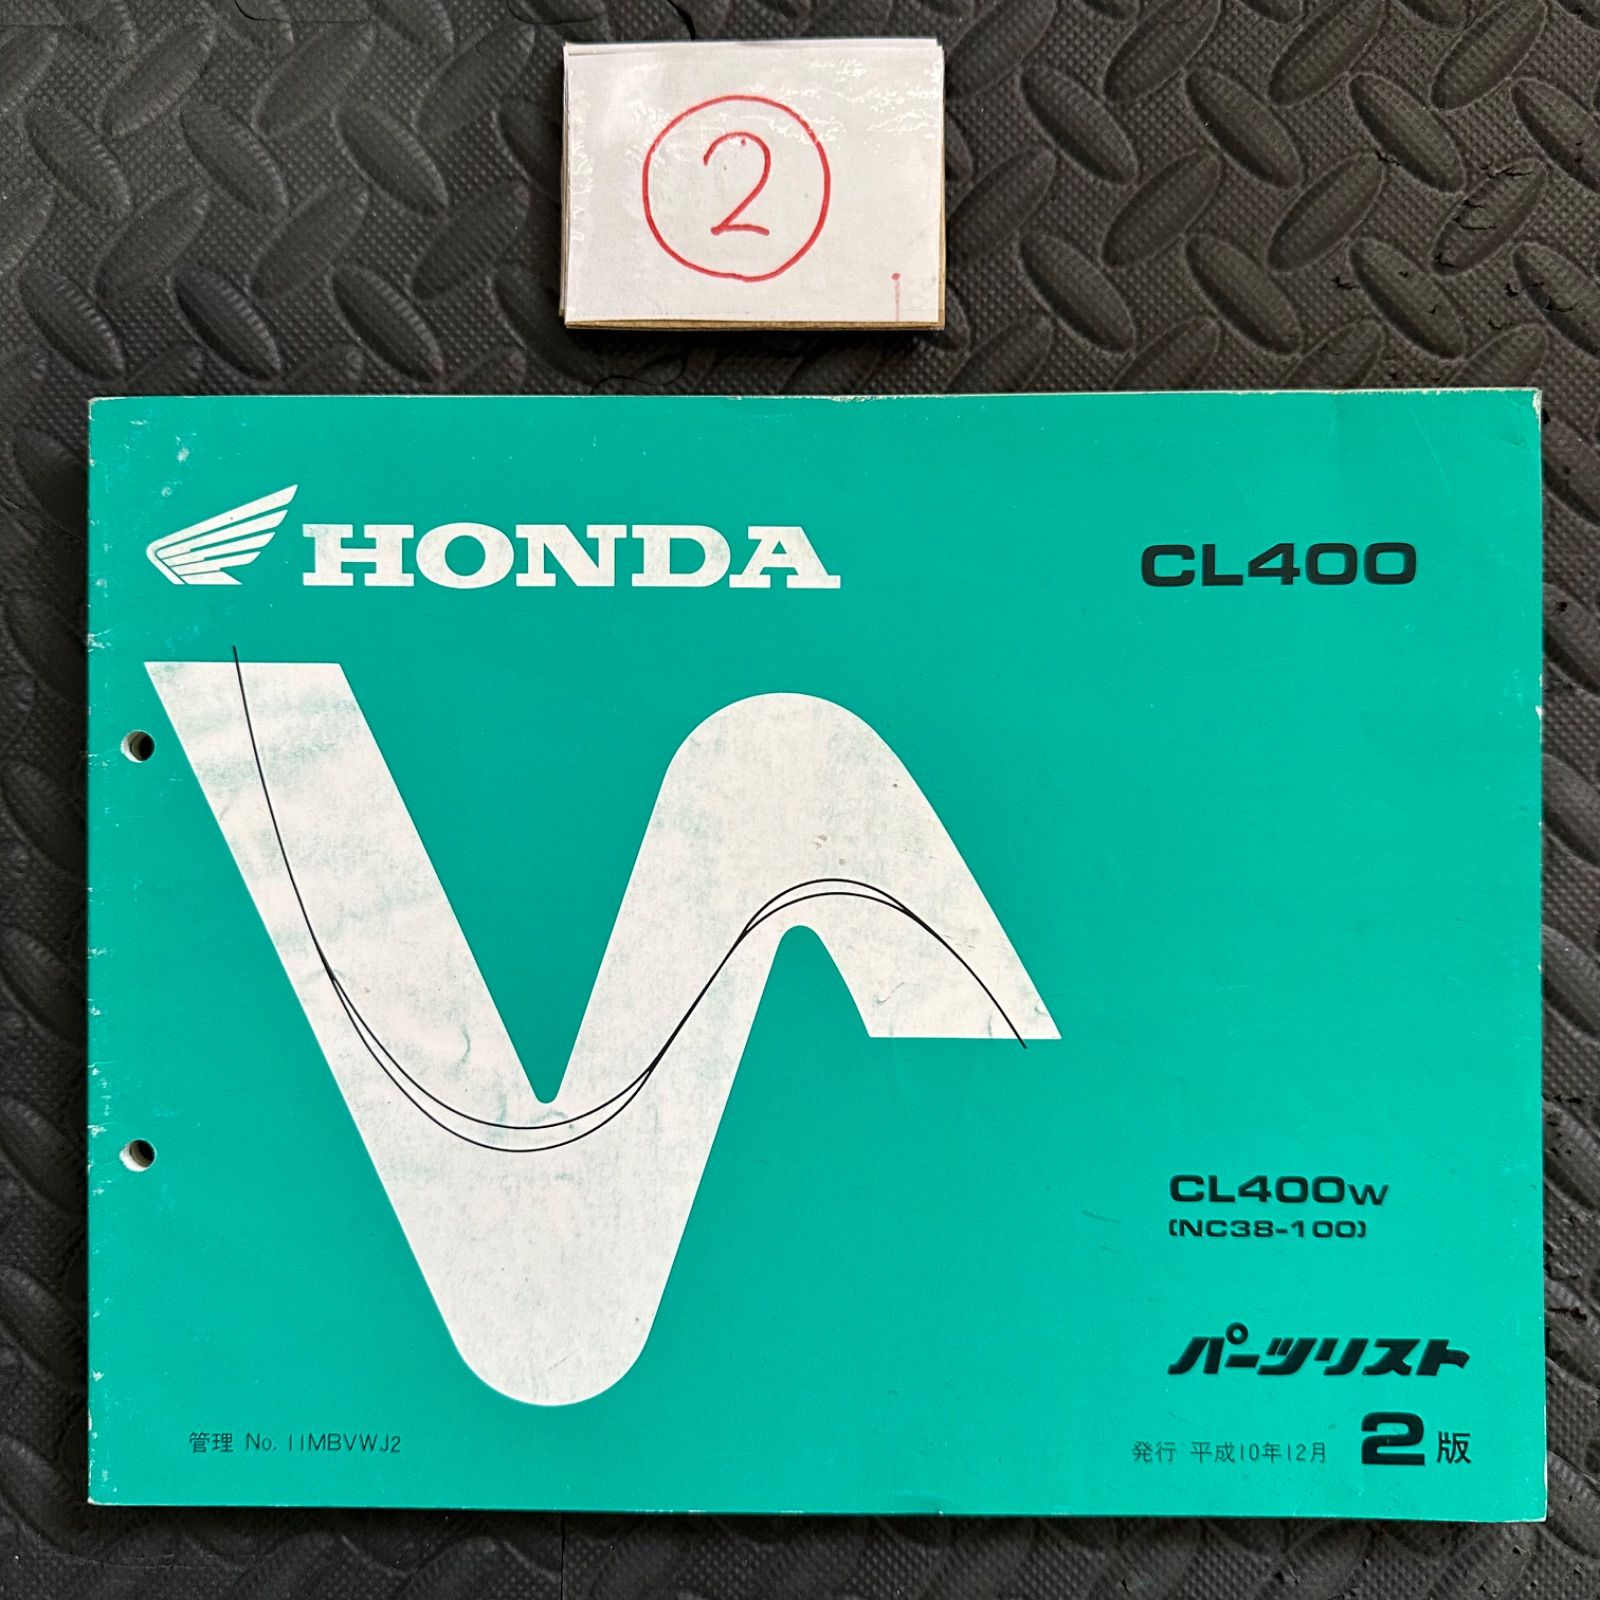 ②
HONDA
CL400
CL400W
(NC38-100)
パーツリスト
管理 No. 11MBVWJ2
発行 平成10年12月 2版